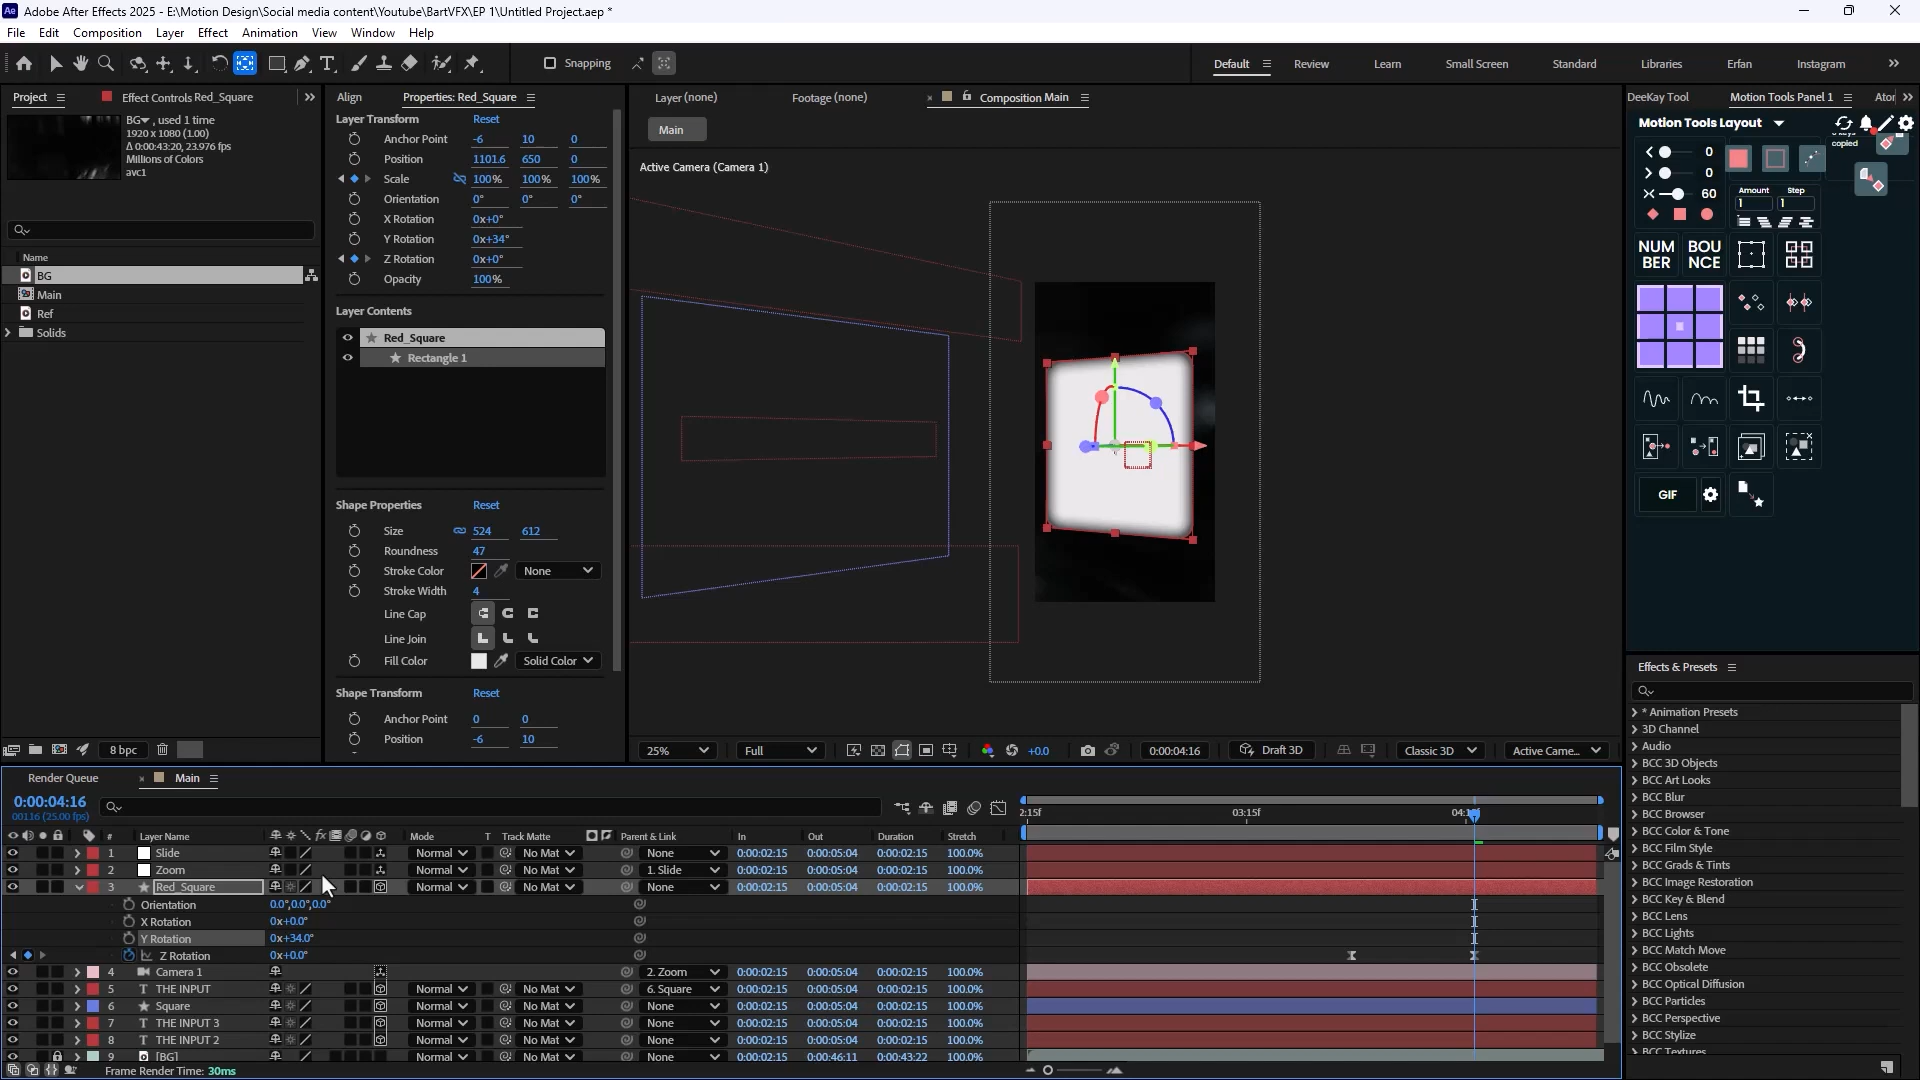 Adobe After Effects 2025 - E:\Motion Design\Social media content\Youtube\BartVFX\EP 1\Untitled Project.aep *
File Edit Composition Layer Effect Animation View Window Help
Snapping
Default Review Learn Small Screen Standard Libraries Erfan Instagram
Project
Effect Controls Red_Square
BG, used 1 time
1920 x 1080 (1.00)
Δ 0:00:43:20, 23.976 fps
Millions of Colors
avc1
Name
BG
Main
Ref
Solids
8 bpc
Align
Properties: Red_Square
Layer Transform Reset
Anchor Point -6 10 0
Position 1101.6 650 0
Scale 100% 100% 100%
Orientation 0° 0° 0°
X Rotation 0x+0°
Y Rotation 0x+34°
Z Rotation 0x+0°
Opacity 100%
Layer Contents
Red_Square
Rectangle 1
Shape Properties Reset
Size 524 612
Roundness 47
Stroke Color None
Stroke Width 4
Line Cap
Line Join
Fill Color Solid Color
Shape Transform Reset
Anchor Point 0 0
Position -6 10
Layer (none) Footage (none) Composition Main
Main
Active Camera (Camera 1)
25% Full +0.0 0:00:04:16 Draft 3D Classic 3D Active Came...
DeeKay Tool Motion Tools Panel 1
Motion Tools Layout
copied
0
0
60
Amount Step
1 1
NUM
BER
BOU
NCE
GIF
Effects & Presets
* Animation Presets
3D Channel
Audio
BCC 3D Objects
BCC Art Looks
BCC Blur
BCC Browser
BCC Color & Tone
BCC Film Style
BCC Grads & Tints
BCC Image Restoration
BCC Key & Blend
BCC Lens
BCC Lights
BCC Match Move
BCC Obsolete
BCC Optical Diffusion
BCC Particles
BCC Perspective
BCC Stylize
BCC Textures
Render Queue Main
0:00:04:16
00116 (25.00 fps)
2:15f 03:15f
# Layer Name Mode T Track Matte Parent & Link In Out Duration Stretch
1 Slide Normal No Mat None 0:00:02:15 0:00:05:04 0:00:02:15 100.0%
2 Zoom Normal No Mat 1. Slide 0:00:02:15 0:00:05:04 0:00:02:15 100.0%
3 Red_Square Normal No Mat None 0:00:02:15 0:00:05:04 0:00:02:15 100.0%
Orientation 0.0°,0.0°,0.0°
X Rotation 0x+0.0°
Y Rotation 0x+34.0°
Z Rotation 0x+0.0°
4 Camera 1 2. Zoom 0:00:02:15 0:00:05:04 0:00:02:15 100.0%
5 T THE INPUT Normal No Mat 6. Square 0:00:02:15 0:00:05:04 0:00:02:15 100.0%
6 Square Normal No Mat None 0:00:02:15 0:00:05:04 0:00:02:15 100.0%
7 T THE INPUT 3 Normal No Mat None 0:00:02:15 0:00:05:04 0:00:02:15 100.0%
8 T THE INPUT 2 Normal No Mat None 0:00:02:15 0:00:05:04 0:00:02:15 100.0%
9 [BG] Normal No Mat None 0:00:02:15 0:00:46:11 0:00:43:22 100.0%
Frame Render Time: 30ms